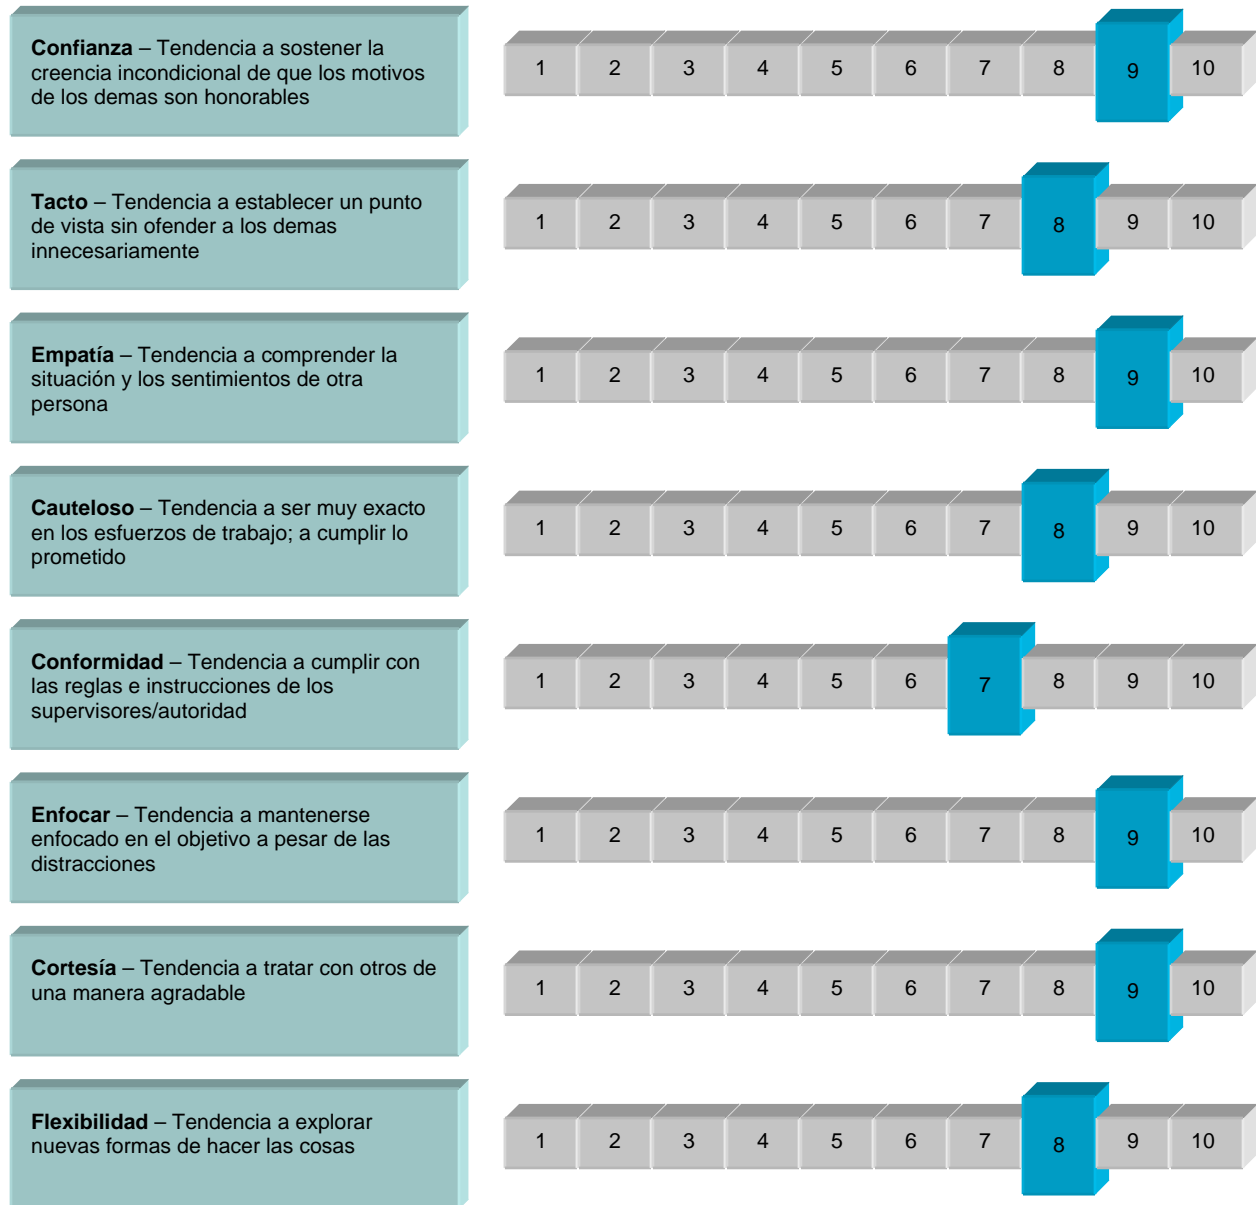 Confianza – Tendencia a sostener la
creencia incondicional de que los motivos
de los demas son honorables
1 2 3 4 5 6 7 8 9 10
Tacto – Tendencia a establecer un punto
de vista sin ofender a los demas
innecesariamente
1 2 3 4 5 6 7 8 9 10
Empatía – Tendencia a comprender la
situación y los sentimientos de otra
persona
1 2 3 4 5 6 7 8 9 10
Cauteloso – Tendencia a ser muy exacto
en los esfuerzos de trabajo; a cumplir lo
prometido
1 2 3 4 5 6 7 8 9 10
Conformidad – Tendencia a cumplir con
las reglas e instrucciones de los
supervisores/autoridad
1 2 3 4 5 6 7 8 9 10
Enfocar – Tendencia a mantenerse
enfocado en el objetivo a pesar de las
distracciones
1 2 3 4 5 6 7 8 9 10
Cortesía – Tendencia a tratar con otros de
una manera agradable
1 2 3 4 5 6 7 8 9 10
Flexibilidad – Tendencia a explorar
nuevas formas de hacer las cosas
1 2 3 4 5 6 7 8 9 10